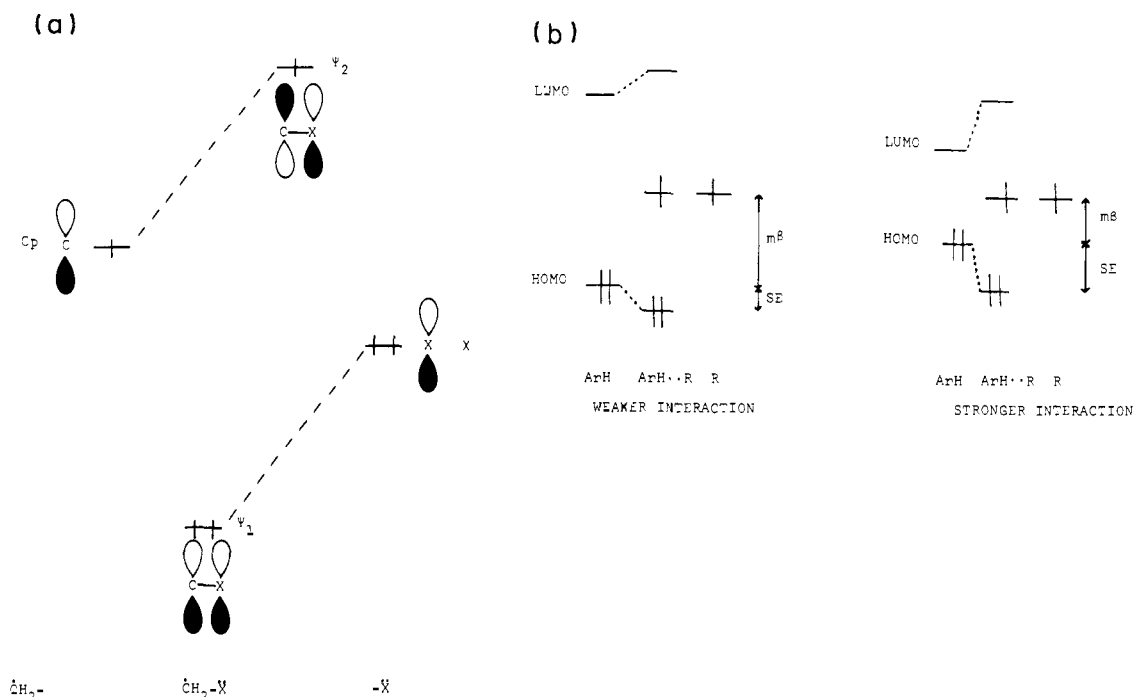 (a)
Ψ2
C—X
Cp C
X X
Ψ1
C—X
ĊH2-
ĊH2-Ẍ
-Ẍ
(b)
LUMO
HOMO
mβ
SE
ArH ArH··R R
WEAKER INTERACTION
LUMO
HOMO
mβ
SE
ArH ArH··R R
STRONGER INTERACTION